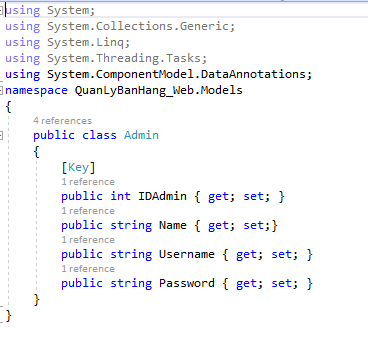 using System;
using System.Collections.Generic;
using System.Linq;
using System.Threading.Tasks;
using System.ComponentModel.DataAnnotations;
namespace QuanLyBanHang_Web.Models
{
4 references
public class Admin
{
[Key]
1 reference
public int IDAdmin { get; set; }
1 reference
public string Name { get; set;}
1 reference
public string Username { get; set; }
1 reference
public string Password { get; set; }
}
}